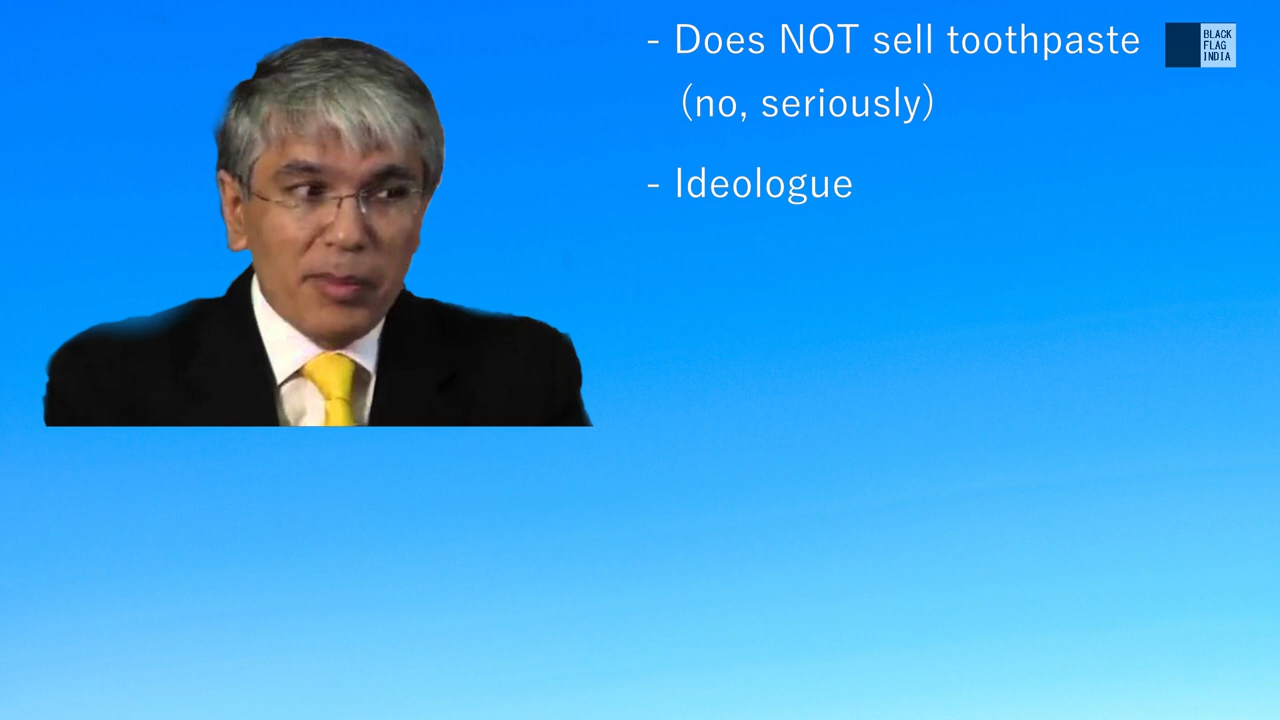 - Does NOT sell toothpaste
(no, seriously)
- Ideologue
BLACK
FLAG
INDIA